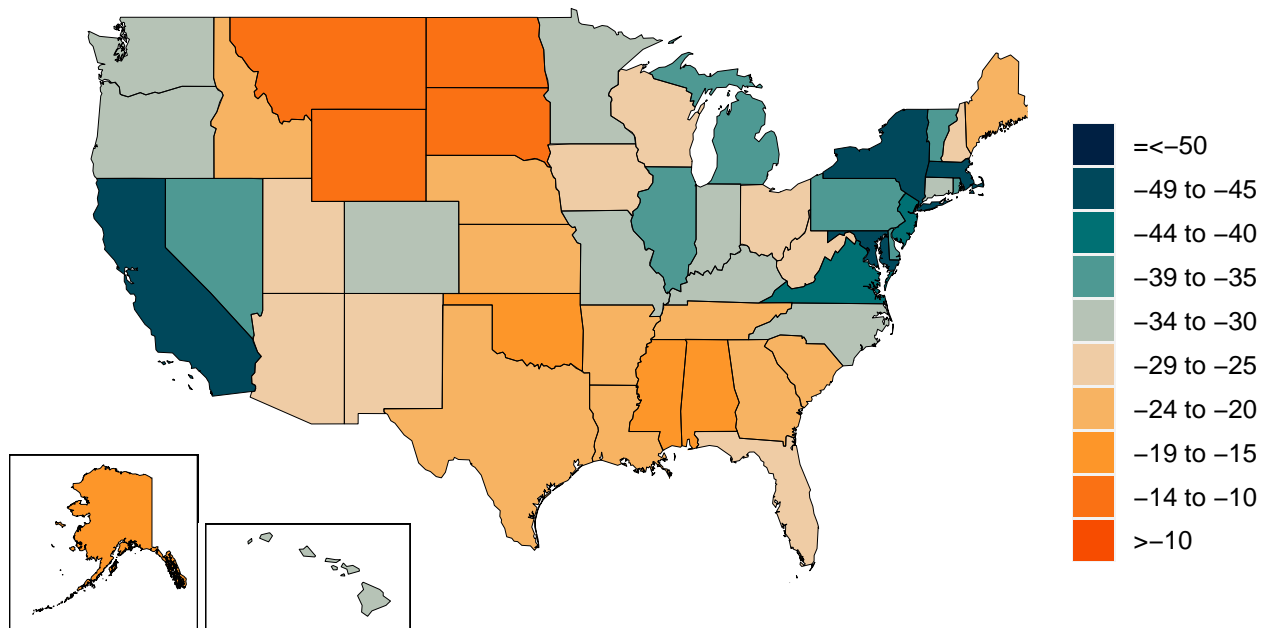 =<−50
−49 to −45
−44 to −40
−39 to −35
−34 to −30
−29 to −25
−24 to −20
−19 to −15
−14 to −10
>−10